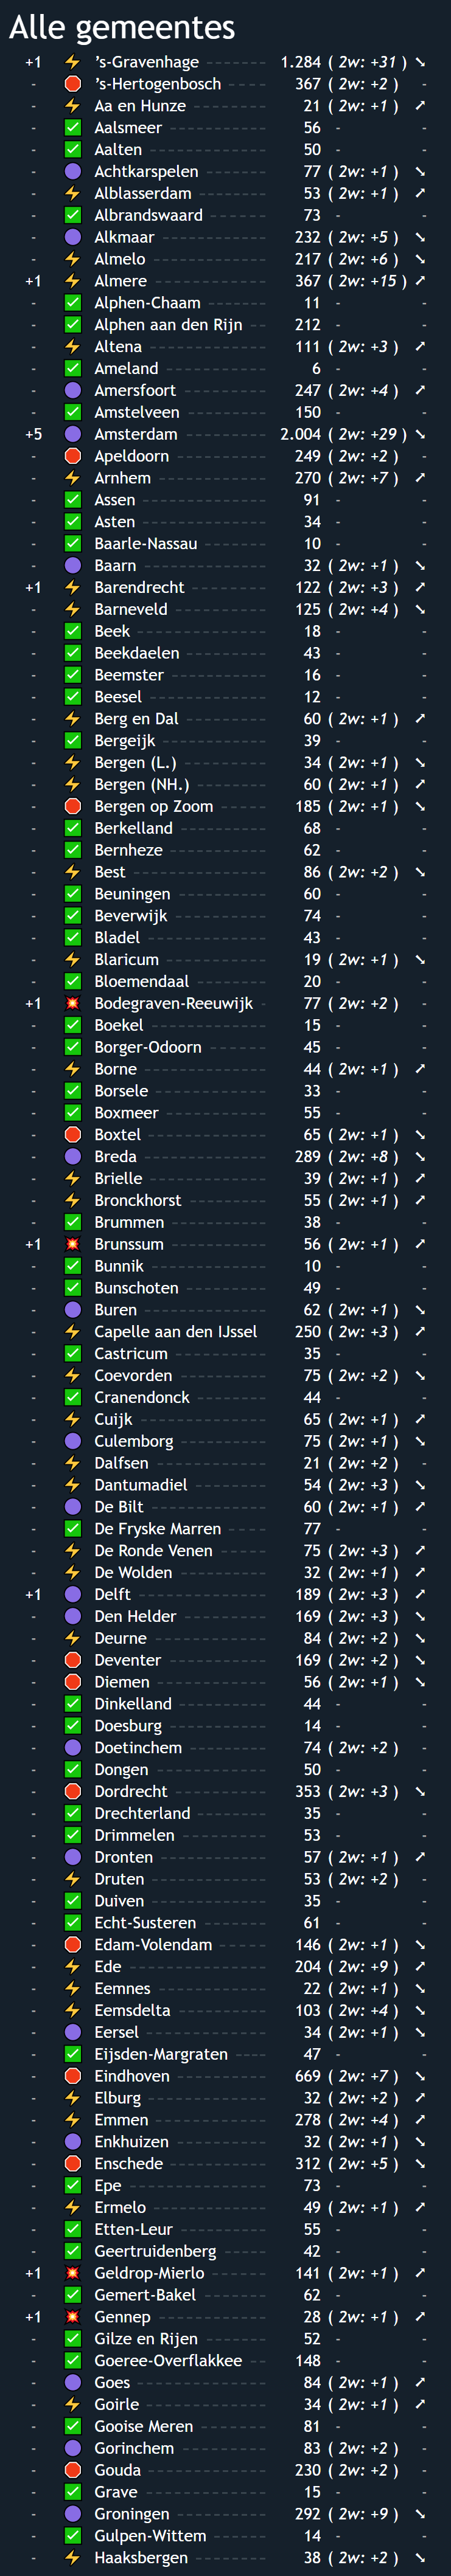 Alle gemeentes
+1 ⚡ ’s-Gravenhage 1.284 ( 2w: +31 ) ➘
- 🛑 ’s-Hertogenbosch 367 ( 2w: +2 ) -
- ⚡ Aa en Hunze 21 ( 2w: +1 ) ➚
- ✅ Aalsmeer 56 - -
- ✅ Aalten 50 - -
- 🟣 Achtkarspelen 77 ( 2w: +1 ) ➘
- ⚡ Alblasserdam 53 ( 2w: +1 ) ➚
- ✅ Albrandswaard 73 - -
- 🟣 Alkmaar 232 ( 2w: +5 ) ➘
- ⚡ Almelo 217 ( 2w: +6 ) ➘
+1 ⚡ Almere 367 ( 2w: +15 ) ➚
- ✅ Alphen-Chaam 11 - -
- ✅ Alphen aan den Rijn 212 - -
- ⚡ Altena 111 ( 2w: +3 ) ➚
- ✅ Ameland 6 - -
- 🟣 Amersfoort 247 ( 2w: +4 ) ➚
- ✅ Amstelveen 150 - -
+5 🟣 Amsterdam 2.004 ( 2w: +29 ) ➘
- 🛑 Apeldoorn 249 ( 2w: +2 ) -
- ⚡ Arnhem 270 ( 2w: +7 ) ➚
- ✅ Assen 91 - -
- ✅ Asten 34 - -
- ✅ Baarle-Nassau 10 - -
- 🟣 Baarn 32 ( 2w: +1 ) ➘
+1 ⚡ Barendrecht 122 ( 2w: +3 ) ➚
- ⚡ Barneveld 125 ( 2w: +4 ) ➘
- ✅ Beek 18 - -
- ✅ Beekdaelen 43 - -
- ✅ Beemster 16 - -
- ✅ Beesel 12 - -
- ⚡ Berg en Dal 60 ( 2w: +1 ) ➚
- ✅ Bergeijk 39 - -
- ⚡ Bergen (L.) 34 ( 2w: +1 ) ➘
- ⚡ Bergen (NH.) 60 ( 2w: +1 ) ➚
- 🛑 Bergen op Zoom 185 ( 2w: +1 ) ➘
- ✅ Berkelland 68 - -
- ✅ Bernheze 62 - -
- ⚡ Best 86 ( 2w: +2 ) ➘
- ✅ Beuningen 60 - -
- ✅ Beverwijk 74 - -
- ✅ Bladel 43 - -
- ⚡ Blaricum 19 ( 2w: +1 ) ➘
- ✅ Bloemendaal 20 - -
+1 💥 Bodegraven-Reeuwijk 77 ( 2w: +2 ) -
- ✅ Boekel 15 - -
- ✅ Borger-Odoorn 45 - -
- ⚡ Borne 44 ( 2w: +1 ) ➚
- ✅ Borsele 33 - -
- ✅ Boxmeer 55 - -
- 🛑 Boxtel 65 ( 2w: +1 ) ➘
- 🟣 Breda 289 ( 2w: +8 ) ➘
- ⚡ Brielle 39 ( 2w: +1 ) ➚
- ⚡ Bronckhorst 55 ( 2w: +1 ) ➚
- ✅ Brummen 38 - -
+1 💥 Brunssum 56 ( 2w: +1 ) ➚
- ✅ Bunnik 10 - -
- ✅ Bunschoten 49 - -
- 🟣 Buren 62 ( 2w: +1 ) ➘
- ⚡ Capelle aan den IJssel 250 ( 2w: +3 ) ➚
- ✅ Castricum 35 - -
- ⚡ Coevorden 75 ( 2w: +2 ) ➘
- ✅ Cranendonck 44 - -
- ⚡ Cuijk 65 ( 2w: +1 ) ➚
- 🟣 Culemborg 75 ( 2w: +1 ) ➘
- ⚡ Dalfsen 21 ( 2w: +2 ) -
- ⚡ Dantumadiel 54 ( 2w: +3 ) ➘
- 🟣 De Bilt 60 ( 2w: +1 ) ➚
- ✅ De Fryske Marren 77 - -
- ⚡ De Ronde Venen 75 ( 2w: +3 ) ➚
- ⚡ De Wolden 32 ( 2w: +1 ) ➚
+1 🟣 Delft 189 ( 2w: +3 ) ➚
- 🟣 Den Helder 169 ( 2w: +3 ) ➘
- ⚡ Deurne 84 ( 2w: +2 ) ➘
- 🛑 Deventer 169 ( 2w: +2 ) ➘
- 🛑 Diemen 56 ( 2w: +1 ) ➘
- ✅ Dinkelland 44 - -
- ✅ Doesburg 14 - -
- 🟣 Doetinchem 74 ( 2w: +2 ) -
- ✅ Dongen 50 - -
- 🛑 Dordrecht 353 ( 2w: +3 ) ➘
- ✅ Drechterland 35 - -
- ✅ Drimmelen 53 - -
- 🟣 Dronten 57 ( 2w: +1 ) ➚
- ⚡ Druten 53 ( 2w: +2 ) -
- ✅ Duiven 35 - -
- ✅ Echt-Susteren 61 - -
- 🛑 Edam-Volendam 146 ( 2w: +1 ) ➘
- ⚡ Ede 204 ( 2w: +9 ) ➚
- ⚡ Eemnes 22 ( 2w: +1 ) ➘
- ⚡ Eemsdelta 103 ( 2w: +4 ) ➘
- 🟣 Eersel 34 ( 2w: +1 ) ➘
- ✅ Eijsden-Margraten 47 - -
- 🛑 Eindhoven 669 ( 2w: +7 ) ➘
- ⚡ Elburg 32 ( 2w: +2 ) ➚
- ⚡ Emmen 278 ( 2w: +4 ) ➚
- 🟣 Enkhuizen 32 ( 2w: +1 ) ➘
- 🛑 Enschede 312 ( 2w: +5 ) ➘
- ✅ Epe 73 - -
- ⚡ Ermelo 49 ( 2w: +1 ) ➚
- ✅ Etten-Leur 55 - -
- ✅ Geertruidenberg 42 - -
+1 💥 Geldrop-Mierlo 141 ( 2w: +1 ) ➚
- ✅ Gemert-Bakel 62 - -
+1 💥 Gennep 28 ( 2w: +1 ) ➚
- ✅ Gilze en Rijen 52 - -
- ✅ Goeree-Overflakkee 148 - -
- 🟣 Goes 84 ( 2w: +1 ) ➚
- ⚡ Goirle 34 ( 2w: +1 ) ➚
- ✅ Gooise Meren 81 - -
- 🟣 Gorinchem 83 ( 2w: +2 ) -
- 🛑 Gouda 230 ( 2w: +2 ) -
- ✅ Grave 15 - -
- 🟣 Groningen 292 ( 2w: +9 ) ➘
- ✅ Gulpen-Wittem 14 - -
- ⚡ Haaksbergen 38 ( 2w: +2 ) ➘